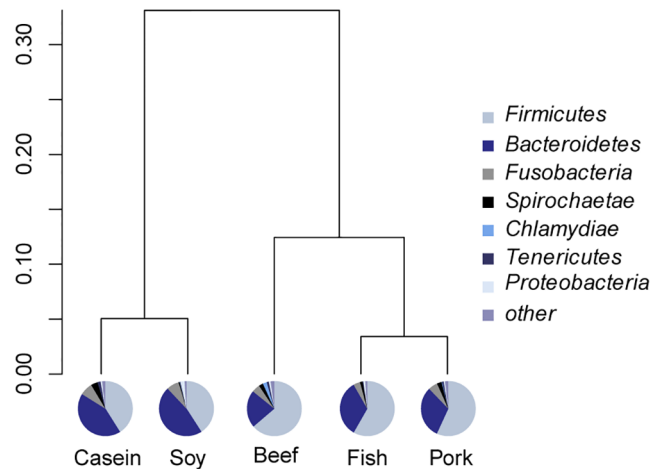 0.30
0.20
0.10
0.00
Firmicutes
Bacteroidetes
Fusobacteria
Spirochaetae
Chlamydiae
Tenericutes
Proteobacteria
other
Casein
Soy
Beef
Fish
Pork